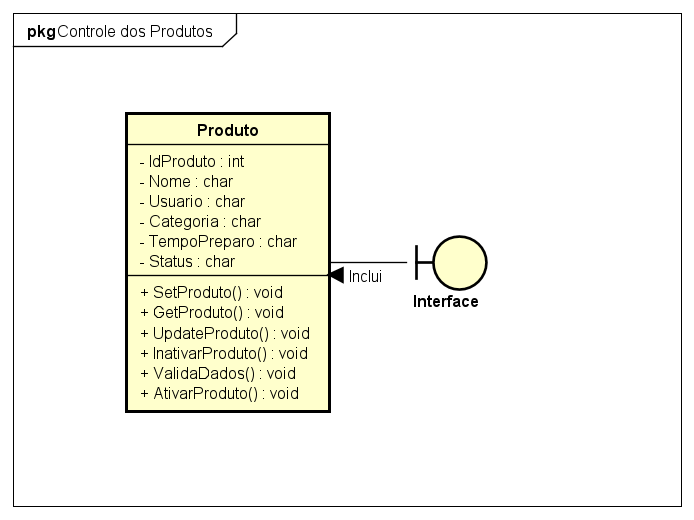 pkg Controle dos Produtos
Produto
- IdProduto : int
- Nome : char
- Usuario : char
- Categoria : char
- TempoPreparo : char
- Status : char
+ SetProduto() : void
+ GetProduto() : void
+ UpdateProduto() : void
+ InativarProduto() : void
+ ValidaDados() : void
+ AtivarProduto() : void
Inclui
Interface